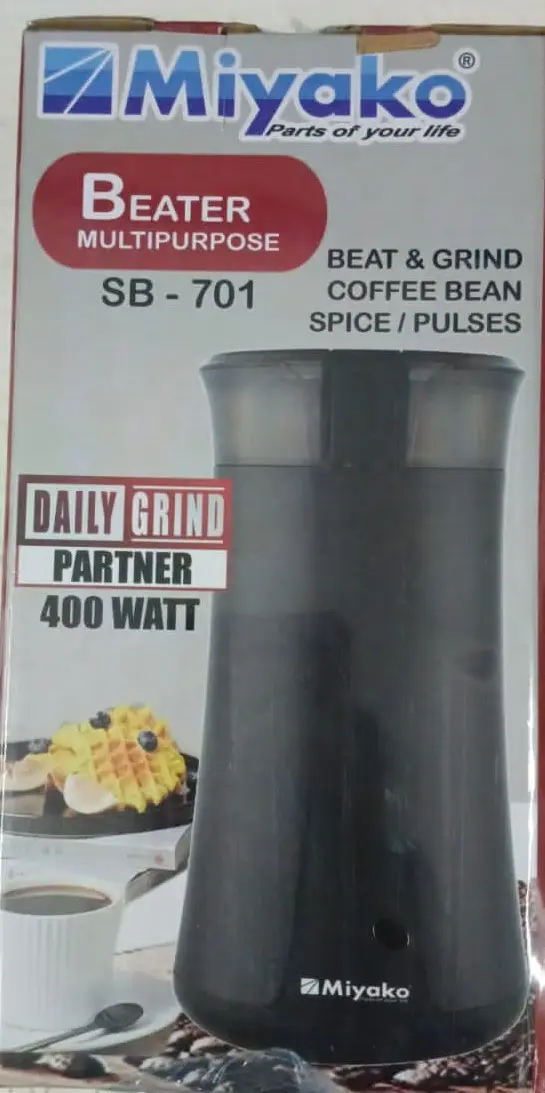 Miyako®
Parts of your life
BEATER
MULTIPURPOSE
SB - 701
BEAT & GRIND
COFFEE BEAN
SPICE / PULSES
DAILY GRIND
PARTNER
400 WATT
Miyako